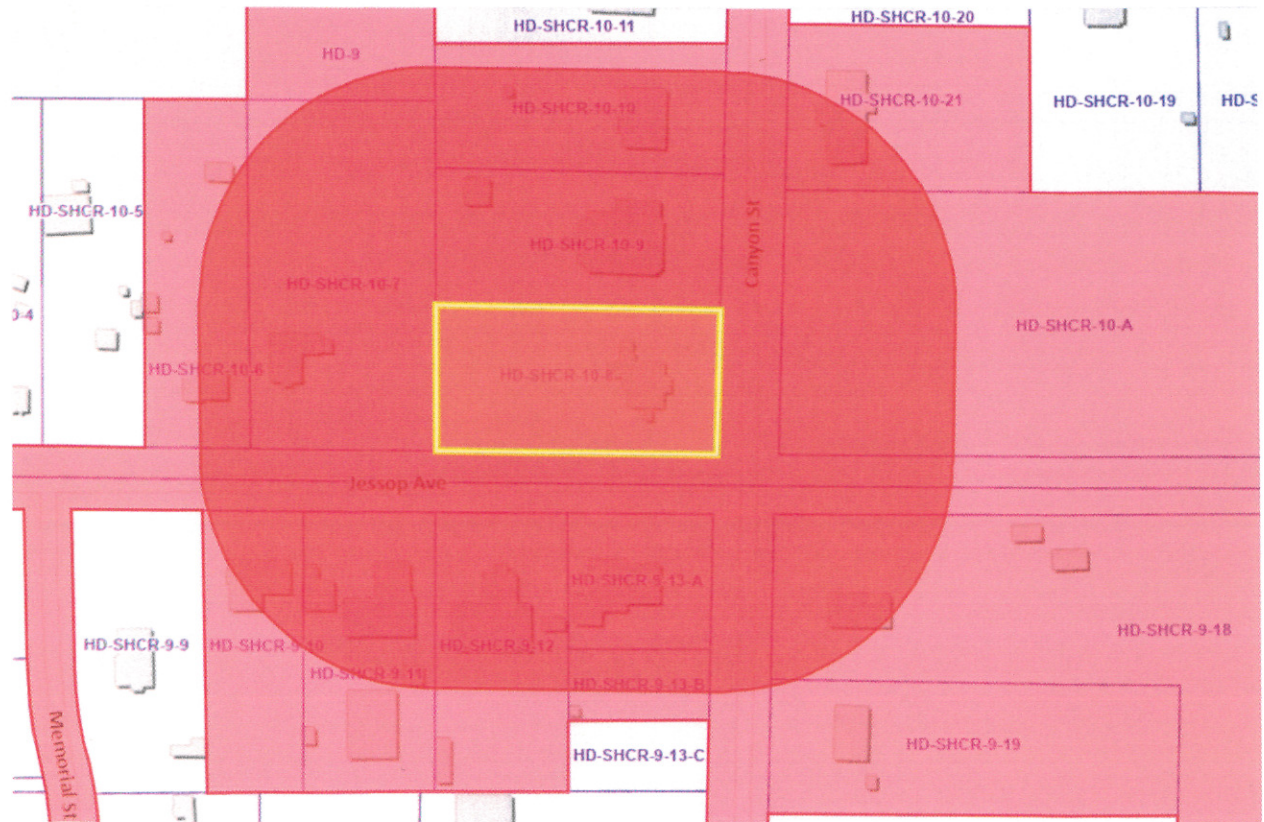 HD-SHCR-10-11
HD-SHCR-10-20
HD-9
HD-SHCR-10-10
HD-SHCR-10-21
HD-SHCR-10-19
HD-S
HD-SHCR-10-5
HD-SHCR-10-9
Canyon St
HD-SHCR-10-7
0-4
HD-SHCR-10-A
HD-SHCR-10-6
HD-SHCR-10-8
Jessop Ave
HD-SHCR-9-13-A
HD-SHCR-9-18
HD-SHCR-9-9
HD-SHCR-9-10
HD-SHCR-9-12
HD-SHCR-9-11
HD-SHCR-9-13-B
Memorial St
HD-SHCR-9-19
HD-SHCR-9-13-C